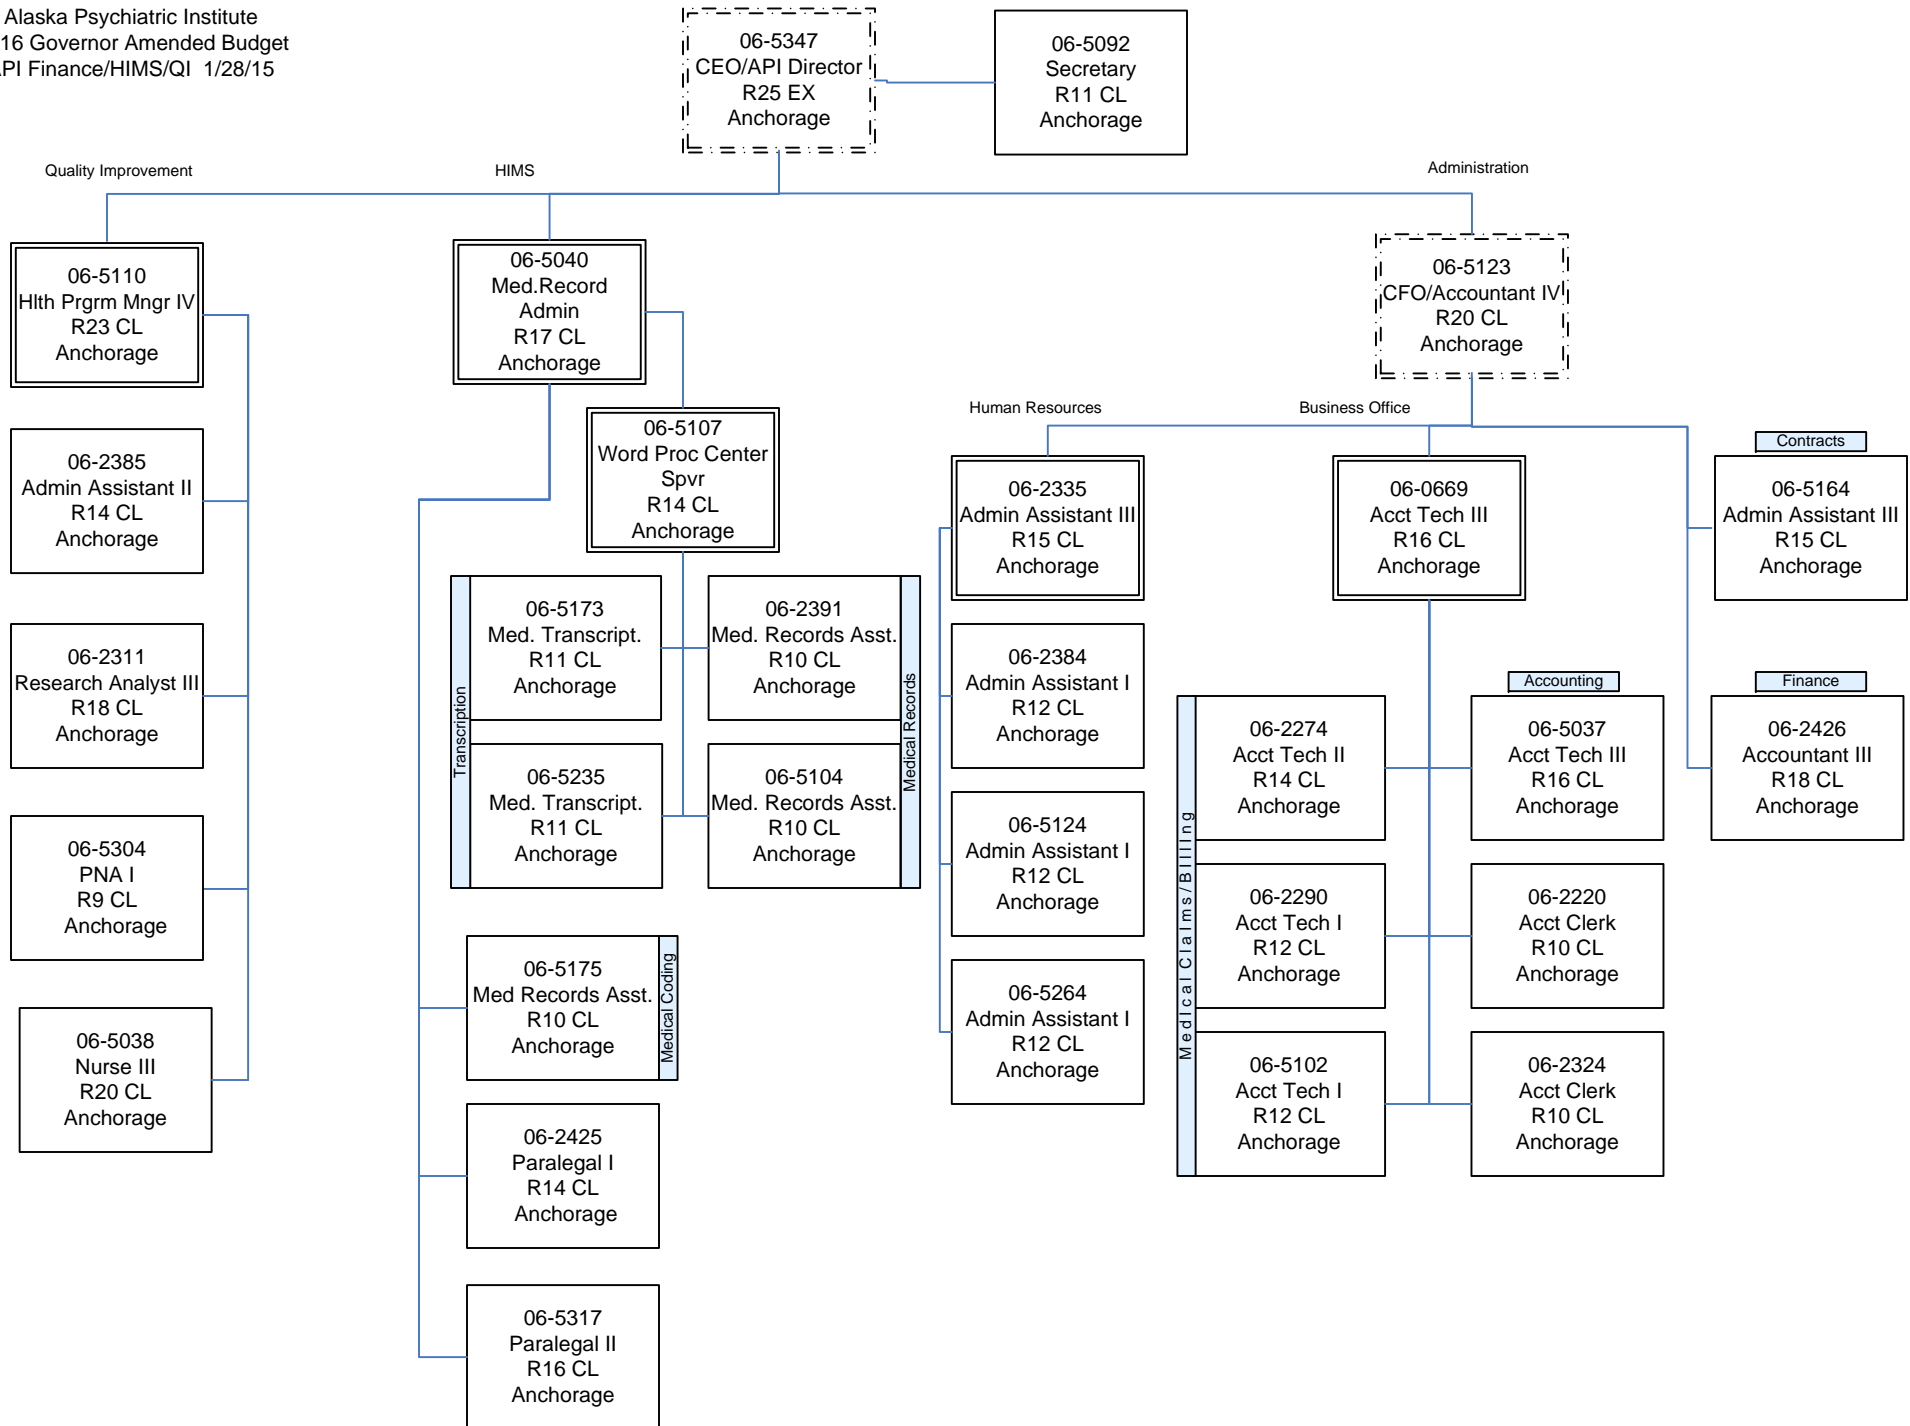 Alaska Psychiatric Institute
16 Governor Amended Budget
PI Finance/HIMS/QI 1/28/15
06-5347
CEO/API Director
R25 EX
Anchorage
06-5092
Secretary
R11 CL
Anchorage
Quality Improvement
HIMS
Administration
06-5110
Hlth Prgrm Mngr IV
R23 CL
Anchorage
06-2385
Admin Assistant II
R14 CL
Anchorage
06-2311
Research Analyst III
R18 CL
Anchorage
06-5304
PNA I
R9 CL
Anchorage
06-5038
Nurse III
R20 CL
Anchorage
06-5040
Med.Record
Admin
R17 CL
Anchorage
06-5107
Word Proc Center
Spvr
R14 CL
Anchorage
Transcription
06-5173
Med. Transcript.
R11 CL
Anchorage
06-2391
Med. Records Asst.
R10 CL
Anchorage
Medical Records
06-5235
Med. Transcript.
R11 CL
Anchorage
06-5104
Med. Records Asst.
R10 CL
Anchorage
06-5175
Med Records Asst.
R10 CL
Anchorage
Medical Coding
06-2425
Paralegal I
R14 CL
Anchorage
06-5317
Paralegal II
R16 CL
Anchorage
06-5123
CFO/Accountant IV
R20 CL
Anchorage
Human Resources
Business Office
06-2335
Admin Assistant III
R15 CL
Anchorage
06-2384
Admin Assistant I
R12 CL
Anchorage
06-5124
Admin Assistant I
R12 CL
Anchorage
06-5264
Admin Assistant I
R12 CL
Anchorage
06-0669
Acct Tech III
R16 CL
Anchorage
Medical Claims/Billing
06-2274
Acct Tech II
R14 CL
Anchorage
06-2290
Acct Tech I
R12 CL
Anchorage
06-5102
Acct Tech I
R12 CL
Anchorage
Accounting
06-5037
Acct Tech III
R16 CL
Anchorage
06-2220
Acct Clerk
R10 CL
Anchorage
06-2324
Acct Clerk
R10 CL
Anchorage
Contracts
06-5164
Admin Assistant III
R15 CL
Anchorage
Finance
06-2426
Accountant III
R18 CL
Anchorage